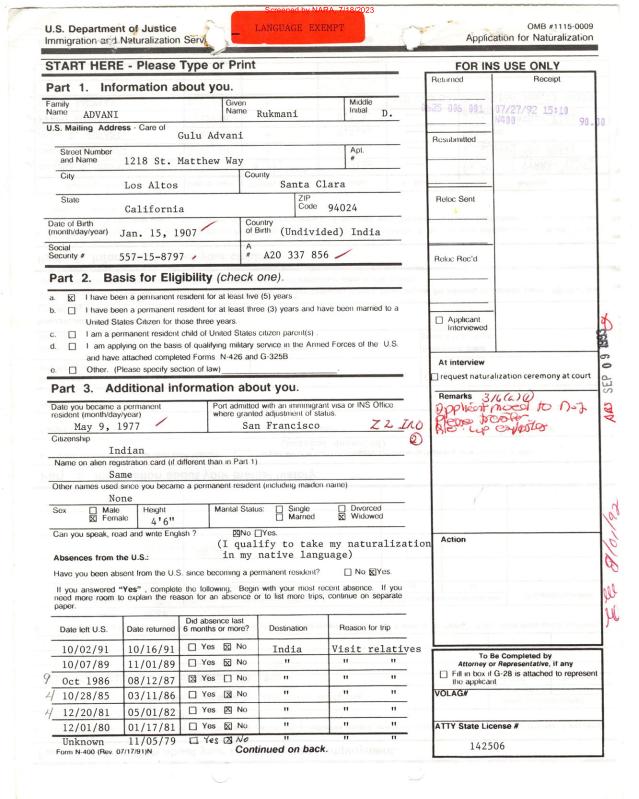 Screened by NARA, 7/18/2023
U.S. Department of Justice
Immigration and Naturalization Servi
LANGUAGE EXEMPT
OMB #1115-0009
Application for Naturalization
START HERE - Please Type or Print
FOR INS USE ONLY
Part 1. Information about you.
Returned
Receipt
Family Name ADVANI
Given Name Rukmani
Middle Initial D.
07/27/92 15:10
N400 90.00
U.S. Mailing Address - Care of
Gulu Advani
Resubmitted
Street Number and Name 1218 St. Matthew Way
Apt. #
City
Los Altos
County
Santa Clara
State
California
ZIP Code 94024
Reloc Sent
Date of Birth (month/day/year) Jan. 15, 1907
Country of Birth (Undivided) India
Social Security # 557-15-8797
A # A20 337 856
Reloc Rec'd
Part 2. Basis for Eligibility (check one).
a. ☒ I have been a permanent resident for at least five (5) years
b. ☐ I have been a permanent resident for at least three (3) years and have been married to a
United States Citizen for those three years.
c. ☐ I am a permanent resident child of United States citizen parent(s)
d. ☐ I am applying on the basis of qualifying military service in the Armed Forces of the U.S.
and have attached completed Forms N-426 and G-325B
e. ☐ Other. (Please specify section of law)
☐ Applicant Interviewed
At interview
☐ request naturalization ceremony at court
SEP 09
Part 3. Additional information about you.
Remarks
Applicant need to
Please
Date you became a permanent resident (month/day/year)
May 9, 1977
Port admitted with an immigrant visa or INS Office
where granted adjustment of status.
San Francisco
Citizenship
Indian
Name on alien registration card (if different than in Part 1)
Same
Other names used since you became a permanent resident (including maiden name)
None
Sex ☐ Male ☒ Female
Height 4'6"
Marital Status: ☐ Single ☐ Married ☐ Divorced ☒ Widowed
Can you speak, read and write English ? ☒No ☐Yes.
(I qualify to take my naturalization
in my native language)
Action
8/01/92
Absences from the U.S.:
Have you been absent from the U.S. since becoming a permanent resident? ☐ No ☒Yes.
If you answered "Yes" , complete the following, Begin with your most recent absence. If you
need more room to explain the reason for an absence or to list more trips, continue on separate
paper.
Date left U.S. Date returned Did absence last 6 months or more? Destination Reason for trip
10/02/91 10/16/91 ☐ Yes ☒ No India Visit relatives
10/07/89 11/01/89 ☐ Yes ☒ No " " "
9 Oct 1986 08/12/87 ☒ Yes ☐ No " " "
4 10/28/85 03/11/86 ☐ Yes ☒ No " " "
4 12/20/81 05/01/82 ☐ Yes ☒ No " " "
12/01/80 01/17/81 ☐ Yes ☒ No " " "
Unknown 11/05/79 ☐ Yes ☒ No " " "
To Be Completed by
Attorney or Representative, if any
☐ Fill in box if G-28 is attached to represent
the applicant
VOLAG#
ATTY State License #
142506
Form N-400 (Rev. 07/17/91)N
Continued on back.